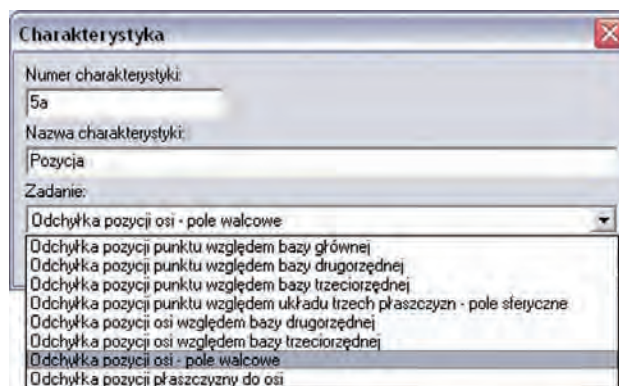 Charakterystyka
Numer charakterystyki:
5a
Nazwa charakterystyki:
Pozycja
Zadanie:
Odchyłka pozycji osi - pole walcowe
Odchyłka pozycji punktu względem bazy głównej
Odchyłka pozycji punktu względem bazy drugorzędnej
Odchyłka pozycji punktu względem bazy trzeciorzędnej
Odchyłka pozycji punktu względem układu trzech płaszczyzn - pole sferyczne
Odchyłka pozycji osi względem bazy drugorzędnej
Odchyłka pozycji osi względem bazy trzeciorzędnej
Odchyłka pozycji osi - pole walcowe
Odchyłka pozycji płaszczyzny do osi